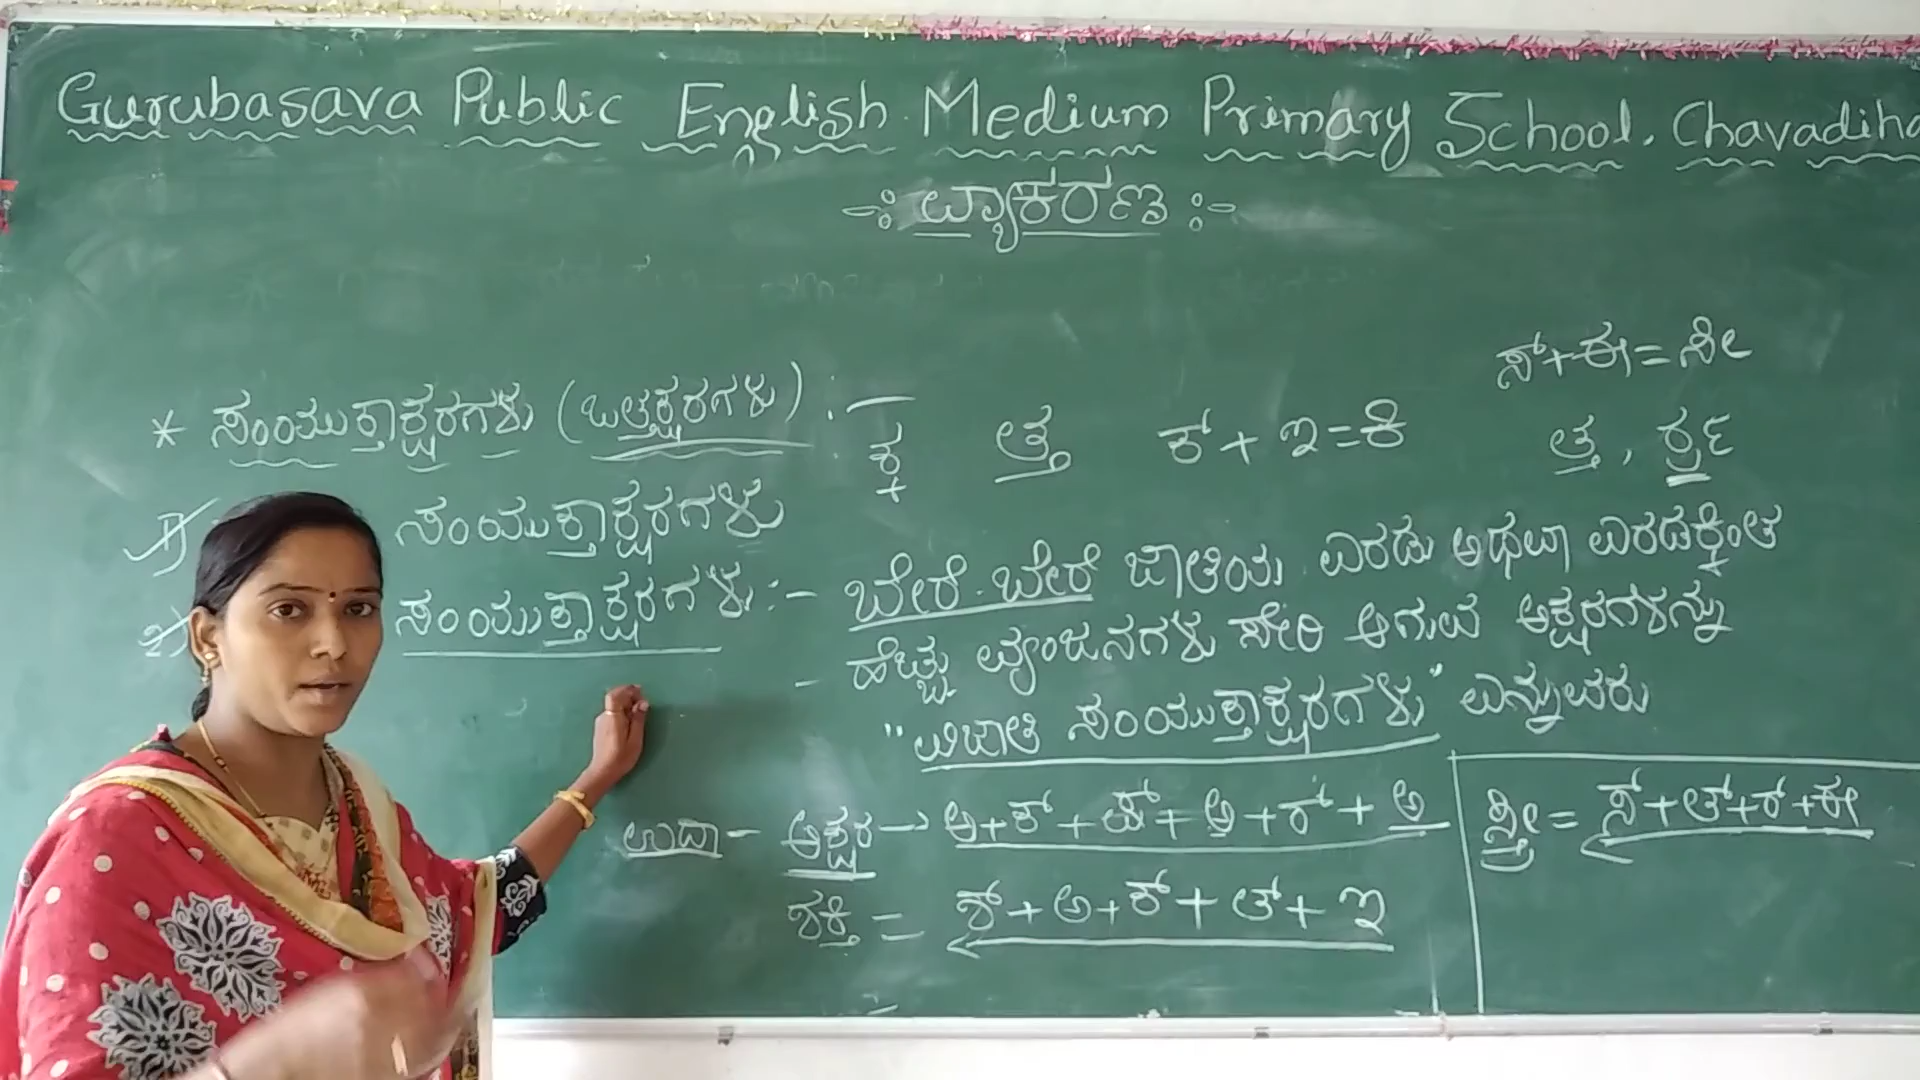 Gurubasava Public English Medium Primary School, Chavadiha
-: ವ್ಯಾಕರಣ :-
ಸ್+ಈ=ಸೀ
* ಸಂಯುಕ್ತಾಕ್ಷರಗಳು (ಒತ್ತಕ್ಷರಗಳು) :- ಕ್ಕ ತ್ತ ಕ್ + ಇ = ಕಿ ತ್ತ,
ಸಂಯುಕ್ತಾಕ್ಷರಗಳು
ಸಂಯುಕ್ತಾಕ್ಷರಗಳು :- ಬೇರೆ ಬೇರೆ ಜಾತಿಯ ಎರಡು ಅಥವಾ ಎರಡಕ್ಕಿಂತ
- ಹೆಚ್ಚು ವ್ಯಂಜನಗಳು ಸೇರಿ ಆಗುವ ಅಕ್ಷರಗಳನ್ನು
"ವಿಜಾತಿ ಸಂಯುಕ್ತಾಕ್ಷರಗಳು" ಎನ್ನುವರು
ಉದಾ - ಅಕ್ಷರ → ಅ + ಕ್ + ಷ್ + ಅ + ರ್ + ಅ
ಶಕ್ತಿ = ಶ್ + ಅ + ಕ್ + ತ್ + ಇ
ಸ್ತ್ರೀ = ಸ್+ತ್+ರ್+ಈ